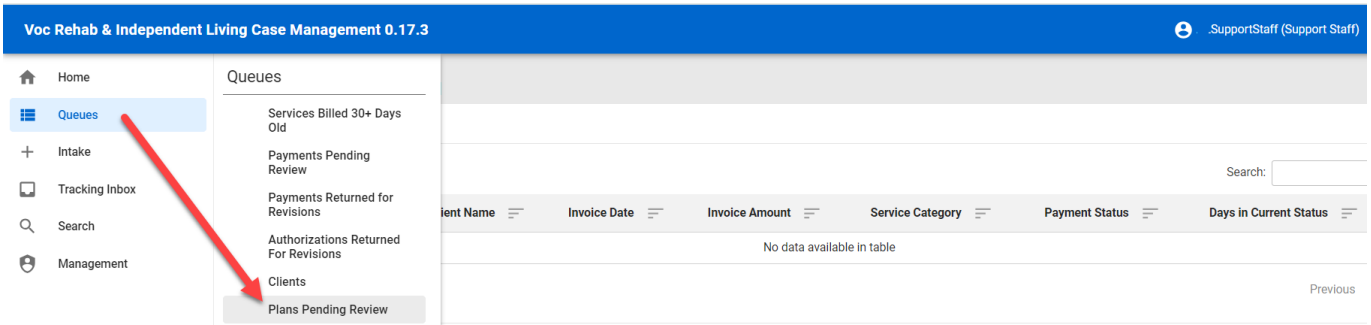 Voc Rehab & Independent Living Case Management 0.17.3
.SupportStaff (Support Staff)
Home
Queues
Intake
Tracking Inbox
Search
Management
Queues
Services Billed 30+ Days
Old
Payments Pending
Review
Payments Returned for
Revisions
Authorizations Returned
For Revisions
Clients
Plans Pending Review
Search:
ient Name
Invoice Date
Invoice Amount
Service Category
Payment Status
Days in Current Status
No data available in table
Previous